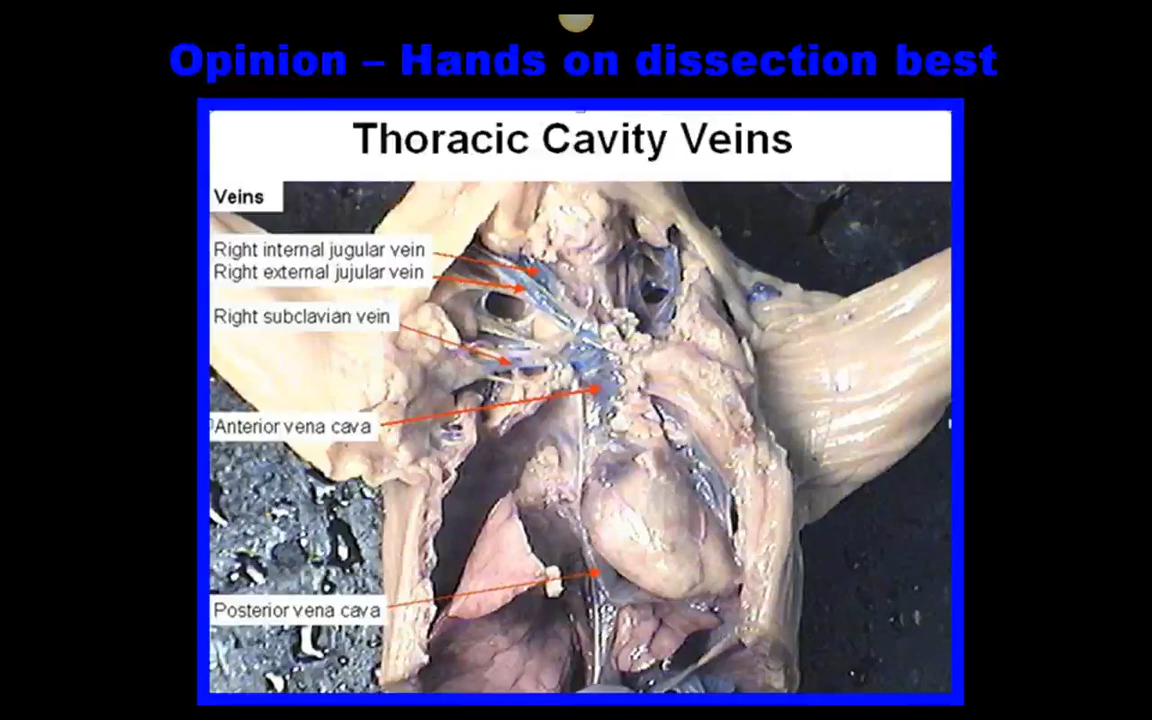 Opinion – Hands on dissection best
Thoracic Cavity Veins
Veins
Right internal jugular vein
Right external jujular vein
Right subclavian vein
Anterior vena cava
Posterior vena cava